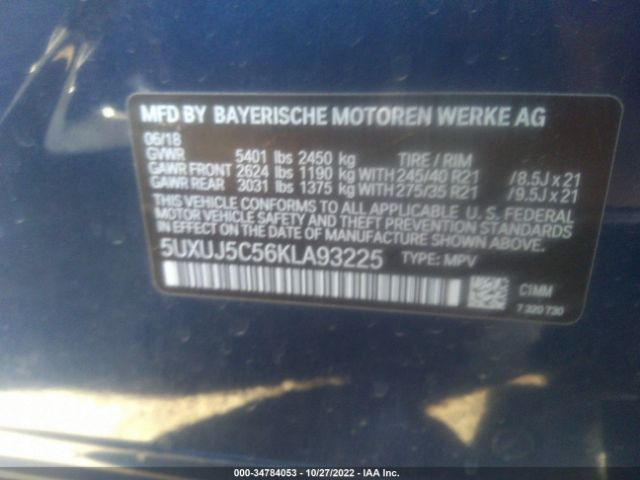 MFD BY BAYERISCHE MOTOREN WERKE AG
06/18
GVWR 5401 lbs 2450 kg TIRE / RIM
GAWR FRONT 2624 lbs 1190 kg WITH 245/40 R21 /8.5J x 21
GAWR REAR 3031 lbs 1375 kg WITH 275/35 R21 /9.5J x 21
THIS VEHICLE CONFORMS TO ALL APPLICABLE U. S. FEDERAL
MOTOR VEHICLE SAFETY, BUMPER, AND THEFT PREVENTION
STANDARDS IN EFFECT ON THE DATE OF MANUFACTURE SHOWN ABOVE.
5UXUJ5C56KLA93225 TYPE: MPV
C1MM
7 320 730
000-34784053 - 10/27/2022 - IAA Inc.